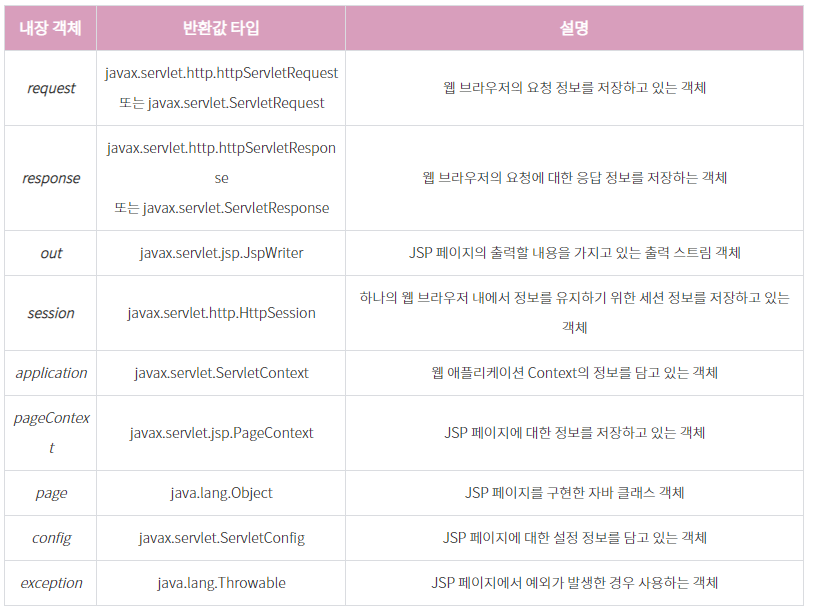 내장 객체 반환값 타입 설명
request
javax.servlet.http.httpServletRequest
또는 javax.servlet.ServletRequest
웹 브라우저의 요청 정보를 저장하고 있는 객체
response
javax.servlet.http.httpServletRespon
se
또는 javax.servlet.ServletResponse
웹 브라우저의 요청에 대한 응답 정보를 저장하는 객체
out javax.servlet.jsp.JspWriter JSP 페이지의 출력할 내용을 가지고 있는 출력 스트림 객체
session javax.servlet.http.HttpSession
하나의 웹 브라우저 내에서 정보를 유지하기 위한 세션 정보를 저장하고 있는
객체
application javax.servlet.ServletContext 웹 애플리케이션 Context의 정보를 담고 있는 객체
pageContex
t
javax.servlet.jsp.PageContext JSP 페이지에 대한 정보를 저장하고 있는 객체
page java.lang.Object JSP 페이지를 구현한 자바 클래스 객체
config javax.servlet.ServletConfig JSP 페이지에 대한 설정 정보를 담고 있는 객체
exception java.lang.Throwable JSP 페이지에서 예외가 발생한 경우 사용하는 객체